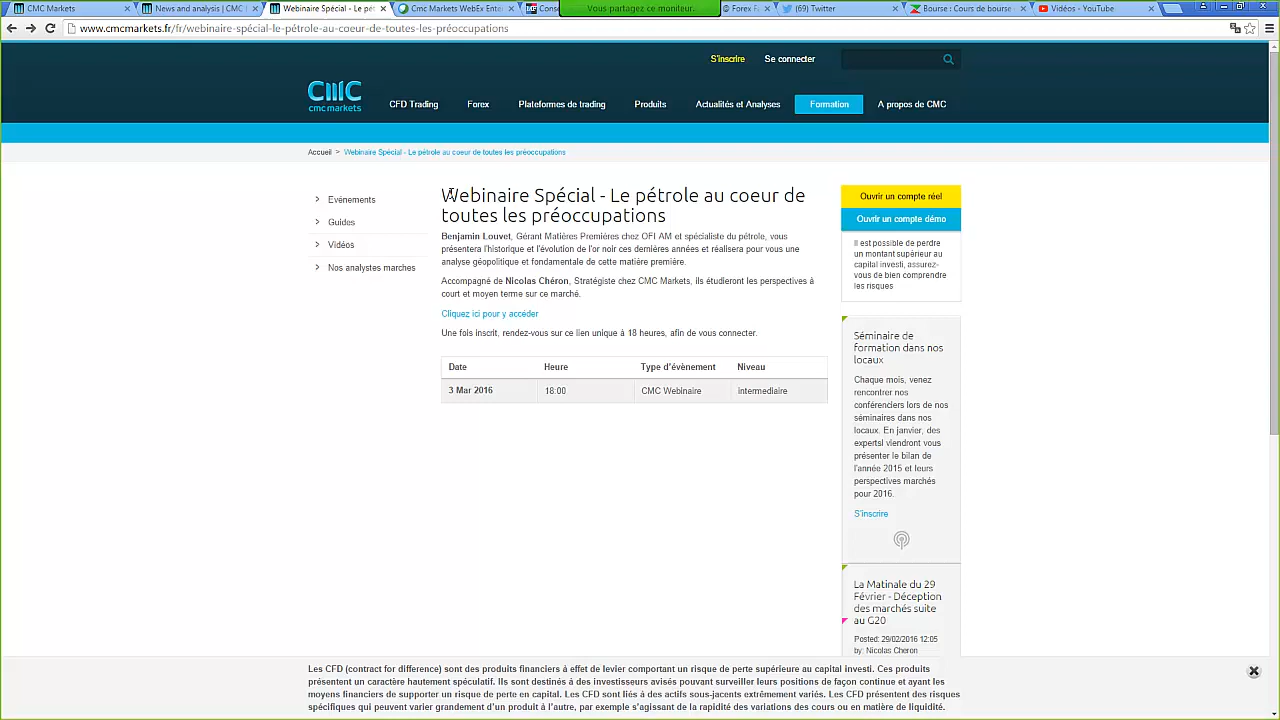 CMC Markets
News and analysis | CMC
Webinaire Spécial - Le pé
Cmc Markets WebEx Ente
Cons
Vous partagez ce moniteur.
Forex Fa
(69) Twitter
Bourse : Cours de bourse
Vidéos - YouTube
www.cmcmarkets.fr/fr/webinaire-spécial-le-pétrole-au-coeur-de-toutes-les-préoccupations
S'inscrire
Se connecter
CMC
cmc markets
CFD Trading
Forex
Plateformes de trading
Produits
Actualités et Analyses
Formation
A propos de CMC
Accueil > Webinaire Spécial - Le pétrole au coeur de toutes les préoccupations
> Evénements
> Guides
> Vidéos
> Nos analystes marches
Webinaire Spécial - Le pétrole au coeur de
toutes les préoccupations
Benjamin Louvet, Gérant Matières Premières chez OFI AM et spécialiste du pétrole, vous
présentera l'historique et l'évolution de l'or noir ces dernières années et réalisera pour vous une
analyse géopolitique et fondamentale de cette matière première.
Accompagné de Nicolas Chéron, Stratégiste chez CMC Markets, ils étudieront les perspectives à
court et moyen terme sur ce marché.
Cliquez ici pour y accéder
Une fois inscrit, rendez-vous sur ce lien unique à 18 heures, afin de vous connecter.
Date Heure Type d'évènement Niveau
3 Mar 2016 18:00 CMC Webinaire intermediaire
Ouvrir un compte réel
Ouvrir un compte démo
Il est possible de perdre
un montant supérieur au
capital investi, assurez-
vous de bien comprendre
les risques
Séminaire de
formation dans nos
locaux
Chaque mois, venez
rencontrer nos
conférenciers lors de nos
séminaires dans nos
locaux. En janvier, des
expertsl viendront vous
présenter le bilan de
l'année 2015 et leurs
perspectives marchés
pour 2016.
S'inscrire
La Matinale du 29
Février - Déception
des marchés suite
au G20
Posted: 29/02/2016 12:05
by: Nicolas Cheron
Les CFD (contract for difference) sont des produits financiers à effet de levier comportant un risque de perte supérieure au capital investi. Ces produits
présentent un caractère hautement spéculatif. Ils sont destinés à des investisseurs avisés pouvant surveiller leurs positions de façon continue et ayant les
moyens financiers de supporter un risque de perte en capital. Les CFD sont liés à des actifs sous-jacents extrêmement variés. Les CFD présentent des risques
spécifiques qui peuvent varier grandement d'un produit à l'autre, par exemple s'agissant de la rapidité des variations des cours ou en matière de liquidité.